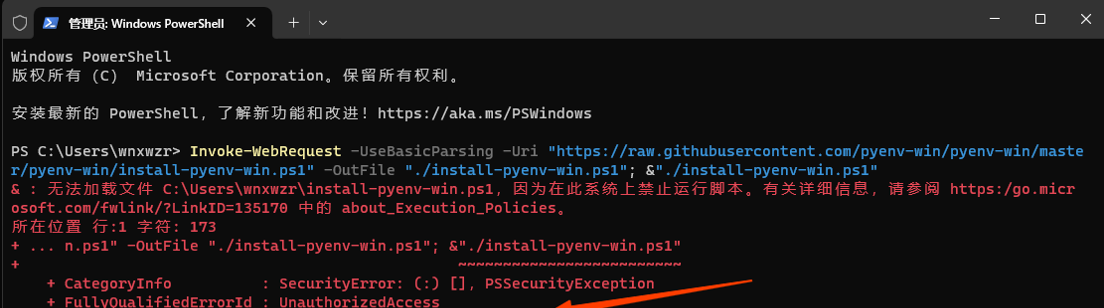 管理员: Windows PowerShell
Windows PowerShell
版权所有 (C)  Microsoft Corporation。保留所有权利。
安装最新的 PowerShell，了解新功能和改进！https://aka.ms/PSWindows
PS C:\Users\wnxwzr> Invoke-WebRequest -UseBasicParsing -Uri "https://raw.githubusercontent.com/pyenv-win/pyenv-win/maste
r/pyenv-win/install-pyenv-win.ps1" -OutFile "./install-pyenv-win.ps1"; &"./install-pyenv-win.ps1"
& : 无法加载文件 C:\Users\wnxwzr\install-pyenv-win.ps1，因为在此系统上禁止运行脚本。有关详细信息，请参阅 https:/go.micr
osoft.com/fwlink/?LinkID=135170 中的 about_Execution_Policies。
所在位置 行:1 字符: 173
+ ... n.ps1" -OutFile "./install-pyenv-win.ps1"; &"./install-pyenv-win.ps1"
+                                                 ~~~~~~~~~~~~~~~~~~~~~~~~~
    + CategoryInfo          : SecurityError: (:) [], PSSecurityException
    + FullyQualifiedErrorId : UnauthorizedAccess